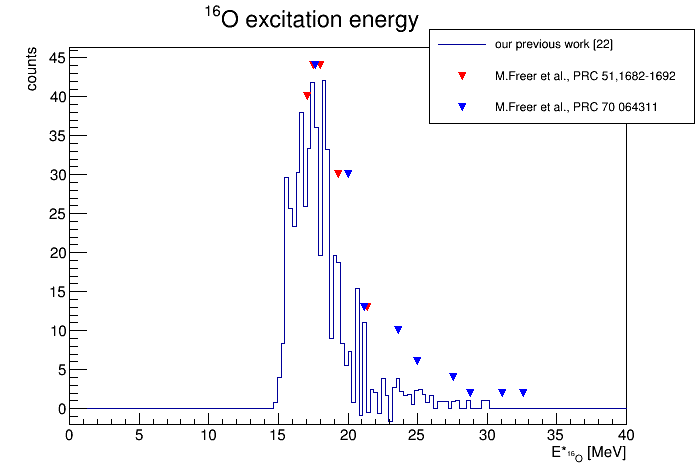 ¹⁶O excitation energy
counts
our previous work [22]
M.Freer et al., PRC 51,1682-1692
M.Freer et al., PRC 70 064311
45
40
35
30
25
20
15
10
5
0
0 5 10 15 20 25 30 35 40
E*¹⁶O [MeV]